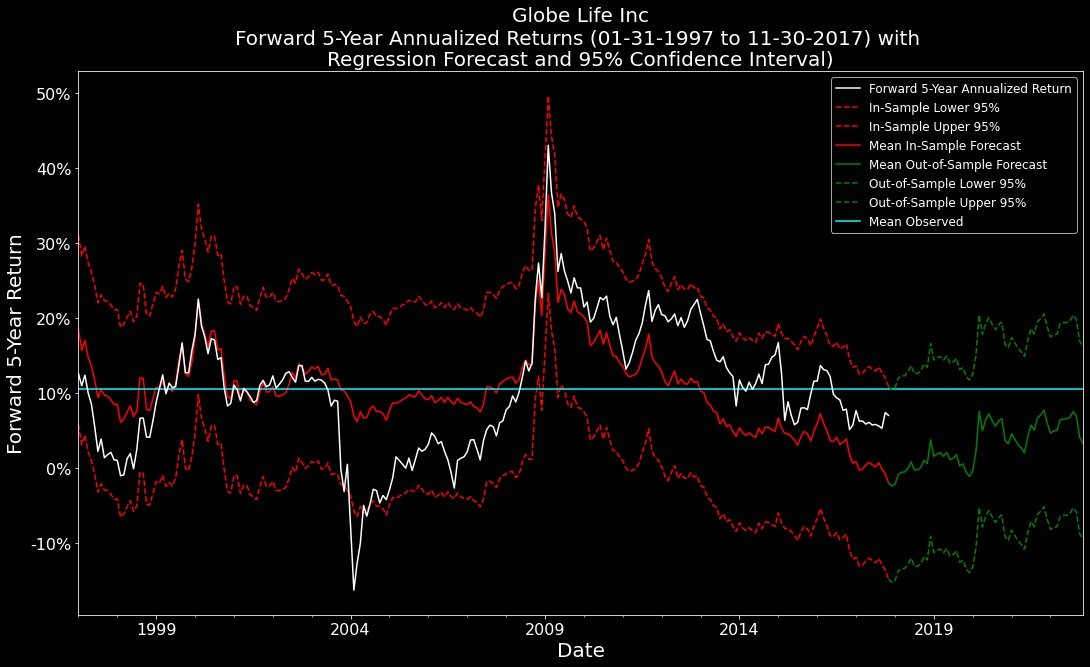 Globe Life Inc
Forward 5-Year Annualized Returns (01-31-1997 to 11-30-2017) with
Regression Forecast and 95% Confidence Interval)
Forward 5-Year Return
50%
40%
30%
20%
10%
0%
-10%
Forward 5-Year Annualized Return
In-Sample Lower 95%
In-Sample Upper 95%
Mean In-Sample Forecast
Mean Out-of-Sample Forecast
Out-of-Sample Lower 95%
Out-of-Sample Upper 95%
Mean Observed
1999 2004 2009 2014 2019
Date